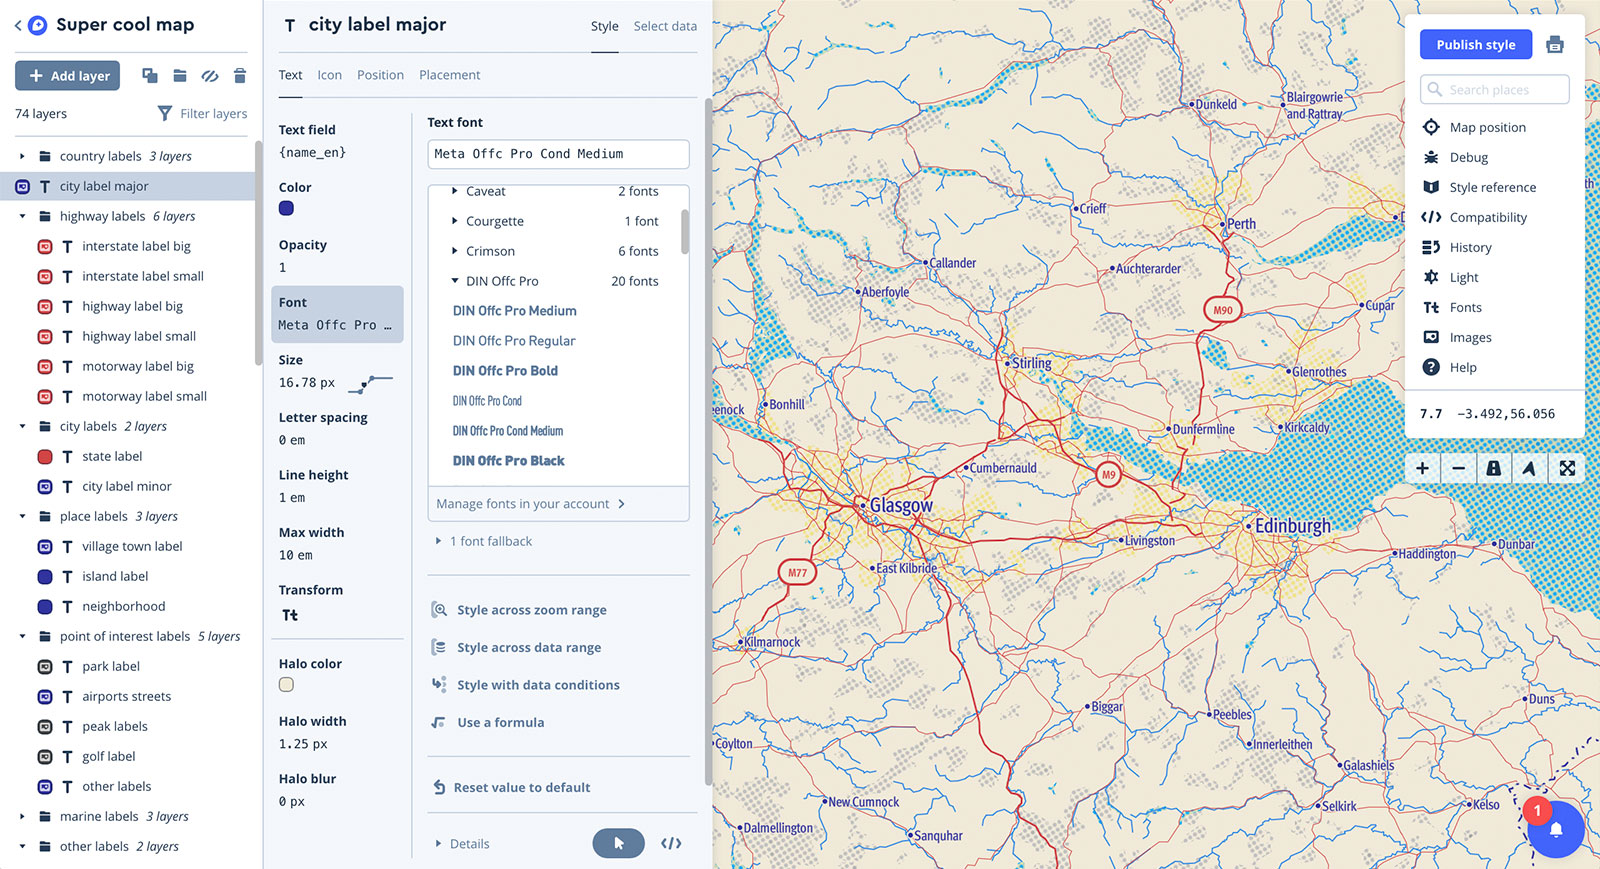 Super cool map
Add layer
74 layers
Filter layers
country labels 3 layers
city label major
highway labels 6 layers
interstate label big
interstate label small
highway label big
highway label small
motorway label big
motorway label small
city labels 2 layers
state label
city label minor
place labels 3 layers
village town label
island label
neighborhood
point of interest labels 5 layers
park label
airports streets
peak labels
golf label
other labels
marine labels 3 layers
other labels 2 layers
T city label major
Style
Select data
Text
Icon
Position
Placement
Text field
{name_en}
Color
Opacity
1
Font
Meta Offc Pro …
Size
16.78 px
Letter spacing
0 em
Line height
1 em
Max width
10 em
Transform
Tt
Halo color
Halo width
1.25 px
Halo blur
0 px
Text font
Meta Offc Pro Cond Medium
Caveat 2 fonts
Courgette 1 font
Crimson 6 fonts
DIN Offc Pro 20 fonts
DIN Offc Pro Medium
DIN Offc Pro Regular
DIN Offc Pro Bold
DIN Offc Pro Cond
DIN Offc Pro Cond Medium
DIN Offc Pro Black
Manage fonts in your account
1 font fallback
Style across zoom range
Style across data range
Style with data conditions
Use a formula
Reset value to default
Details
</>
Dunkeld
Blairgowrie
and Rattray
Crieff
Perth
Callander
Auchterarder
Aberfoyle
M90
Cupar
Stirling
Glenrothes
enock
Bonhill
Dunfermline
Kirkcaldy
Cumbernauld
M9
Glasgow
Edinburgh
Livingston
Haddington
Dunbar
East Kilbride
M77
Kilmarnock
Biggar
Peebles
Duns
Coylton
Innerleithen
Galashiels
New Cumnock
Selkirk
Kelso
Dalmellington
Sanquhar
Publish style
Search places
Map position
Debug
Style reference
Compatibility
History
Light
Tt Fonts
Images
Help
7.7 −3.492,56.056
th
1